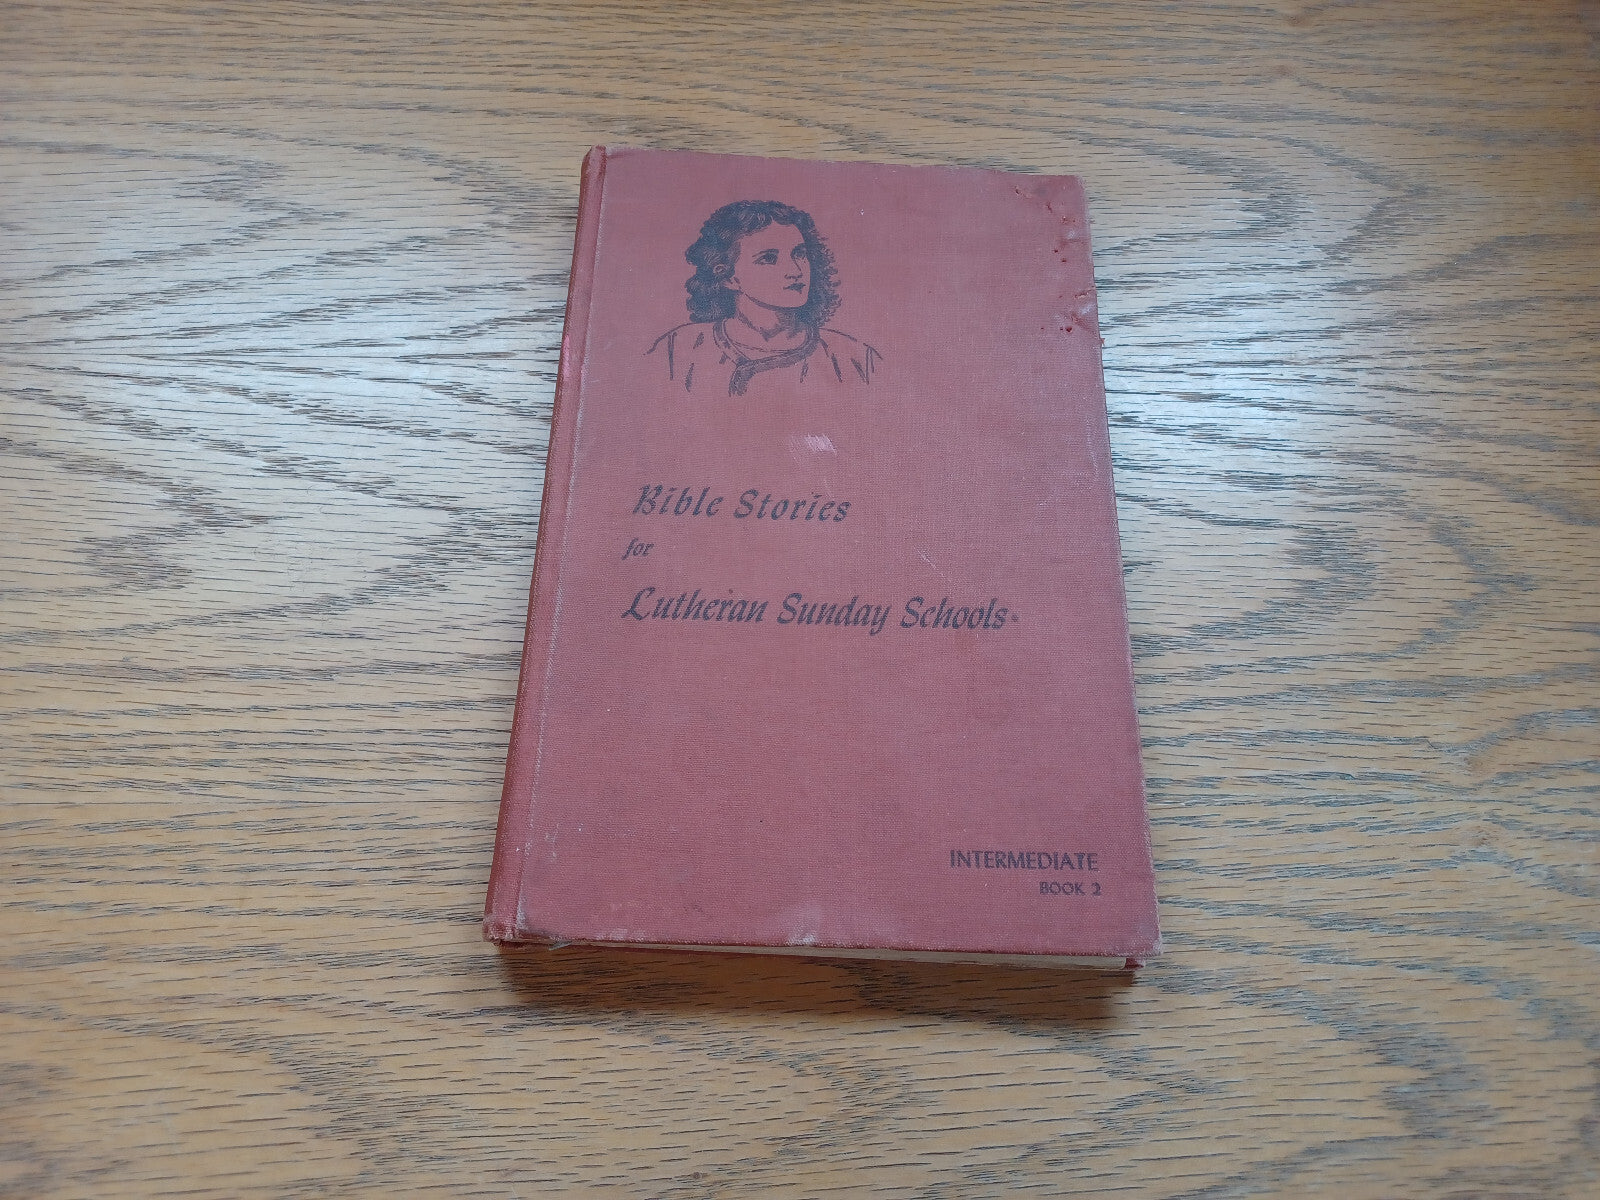 Bible Stories
for
Lutheran Sunday Schools
INTERMEDIATE
BOOK 2